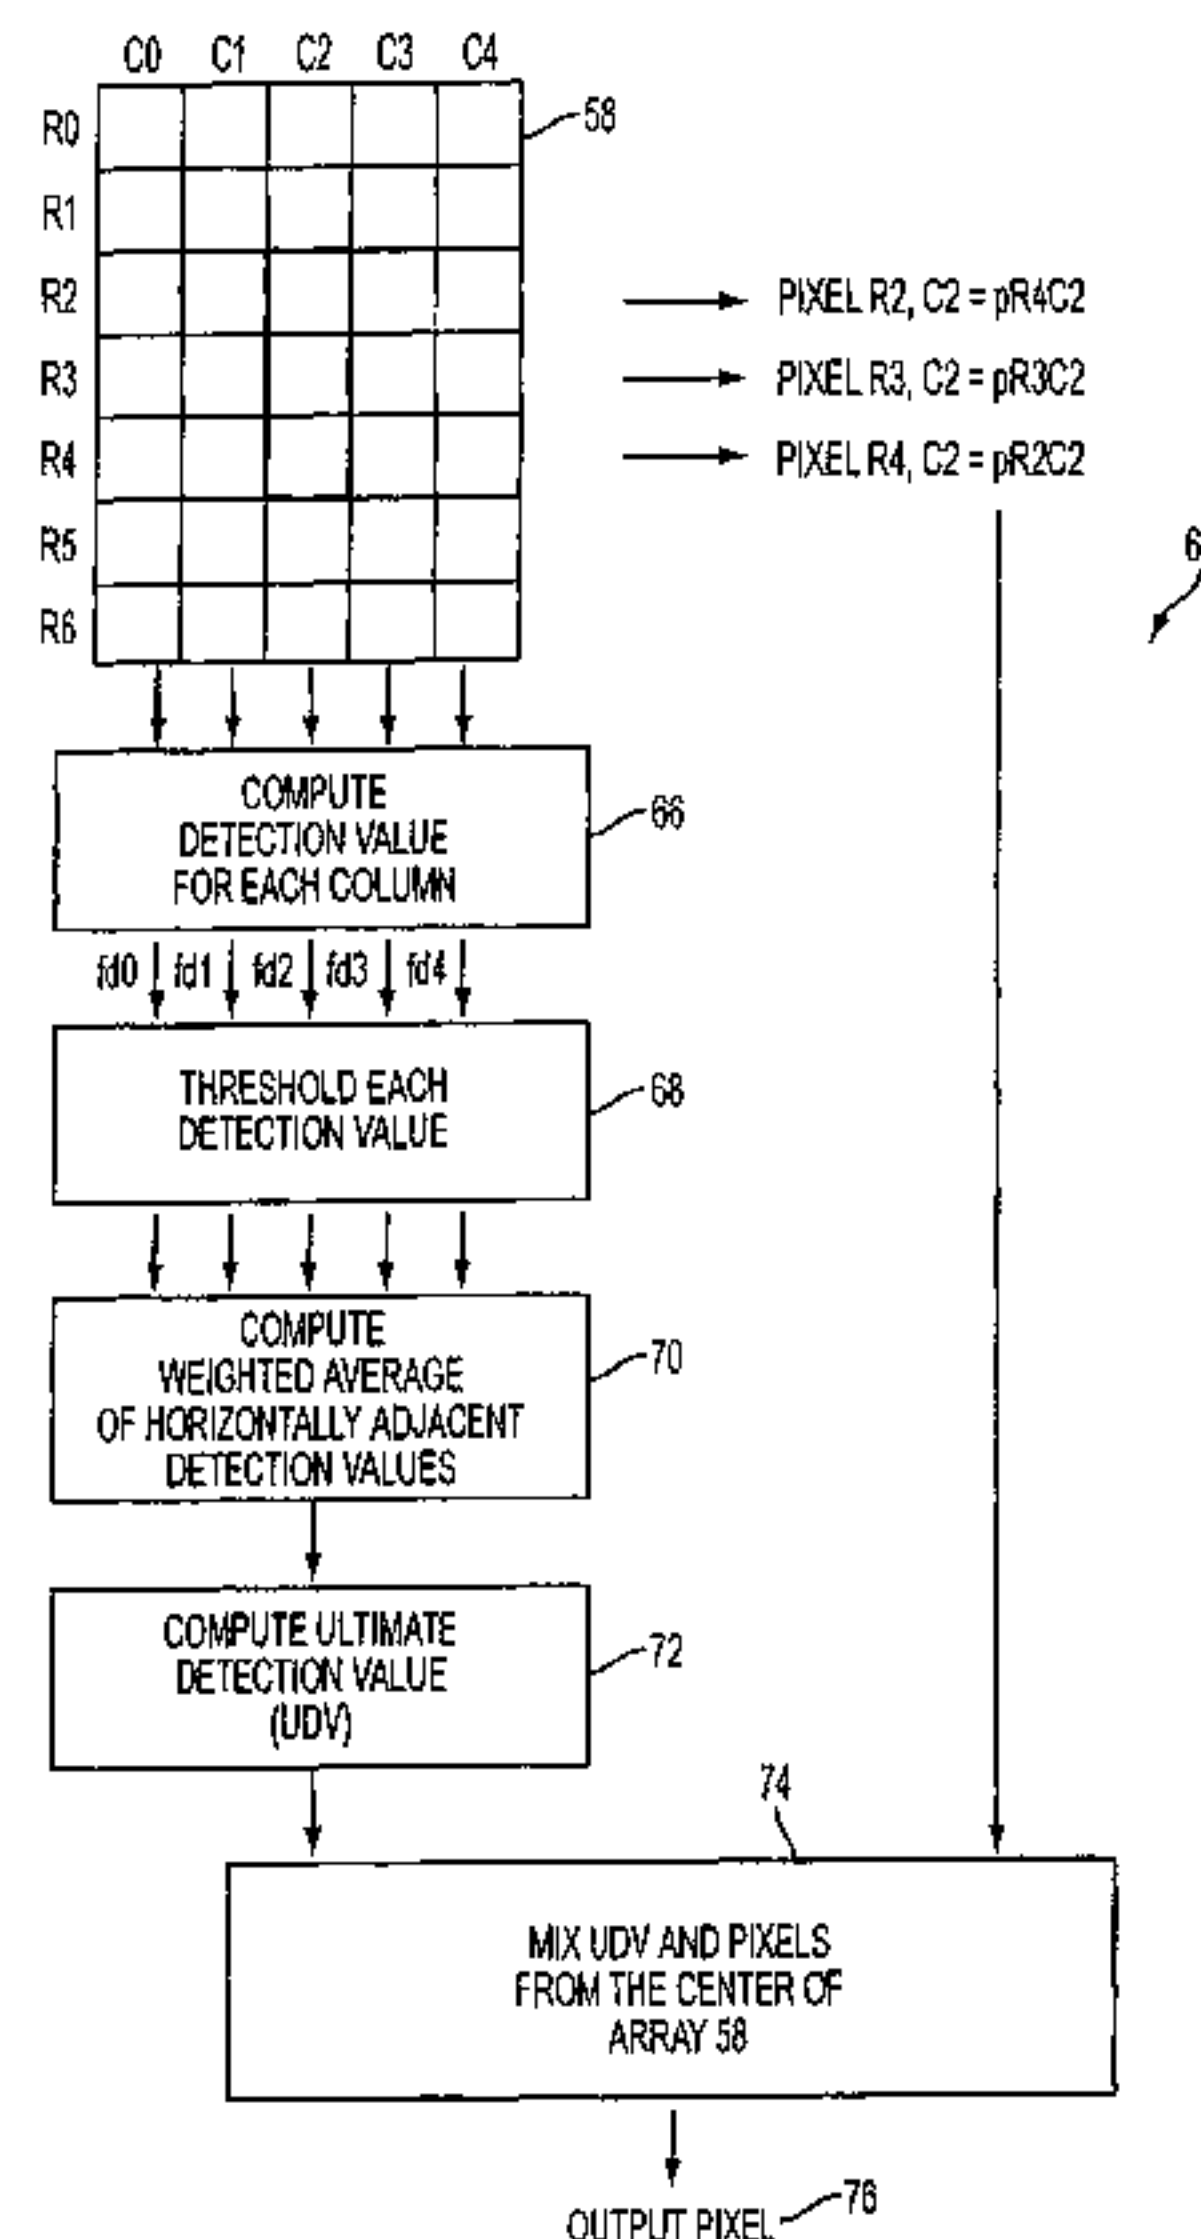 C0 C1 C2 C3 C4
R0
58
R1
R2
PIXEL R2, C2 = pR4C2
R3
PIXEL R3, C2 = pR3C2
R4
PIXEL R4, C2 = pR2C2
R5
6
R6
COMPUTE
DETECTION VALUE
FOR EACH COLUMN
66
fd0 fd1 fd2 fd3 fd4
THRESHOLD EACH
DETECTION VALUE
68
COMPUTE
WEIGHTED AVERAGE
OF HORIZONTALLY ADJACENT
DETECTION VALUES
70
COMPUTE ULTIMATE
DETECTION VALUE
(UDV)
72
74
MIX UDV AND PIXELS
FROM THE CENTER OF
ARRAY 58
76
OUTPUT PIXEL